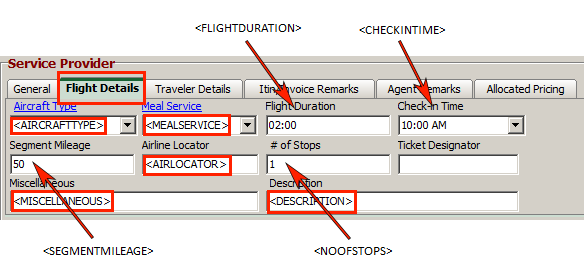 <FLIGHTDURATION>
<CHECKINTIME>
Service Provider
General Flight Details Traveler Details Itin/Invoice Remarks Agent Remarks Allocated Pricing
Aircraft Type Meal Service Flight Duration Check-in Time
<AIRCRAFTTYPE> <MEALSERVICE> 02:00 10:00 AM
Segment Mileage Airline Locator # of Stops Ticket Designator
50 <AIRLOCATOR> 1
Miscellaneous Description
<MISCELLANEOUS> <DESCRIPTION>
<SEGMENTMILEAGE> <NOOFSTOPS>